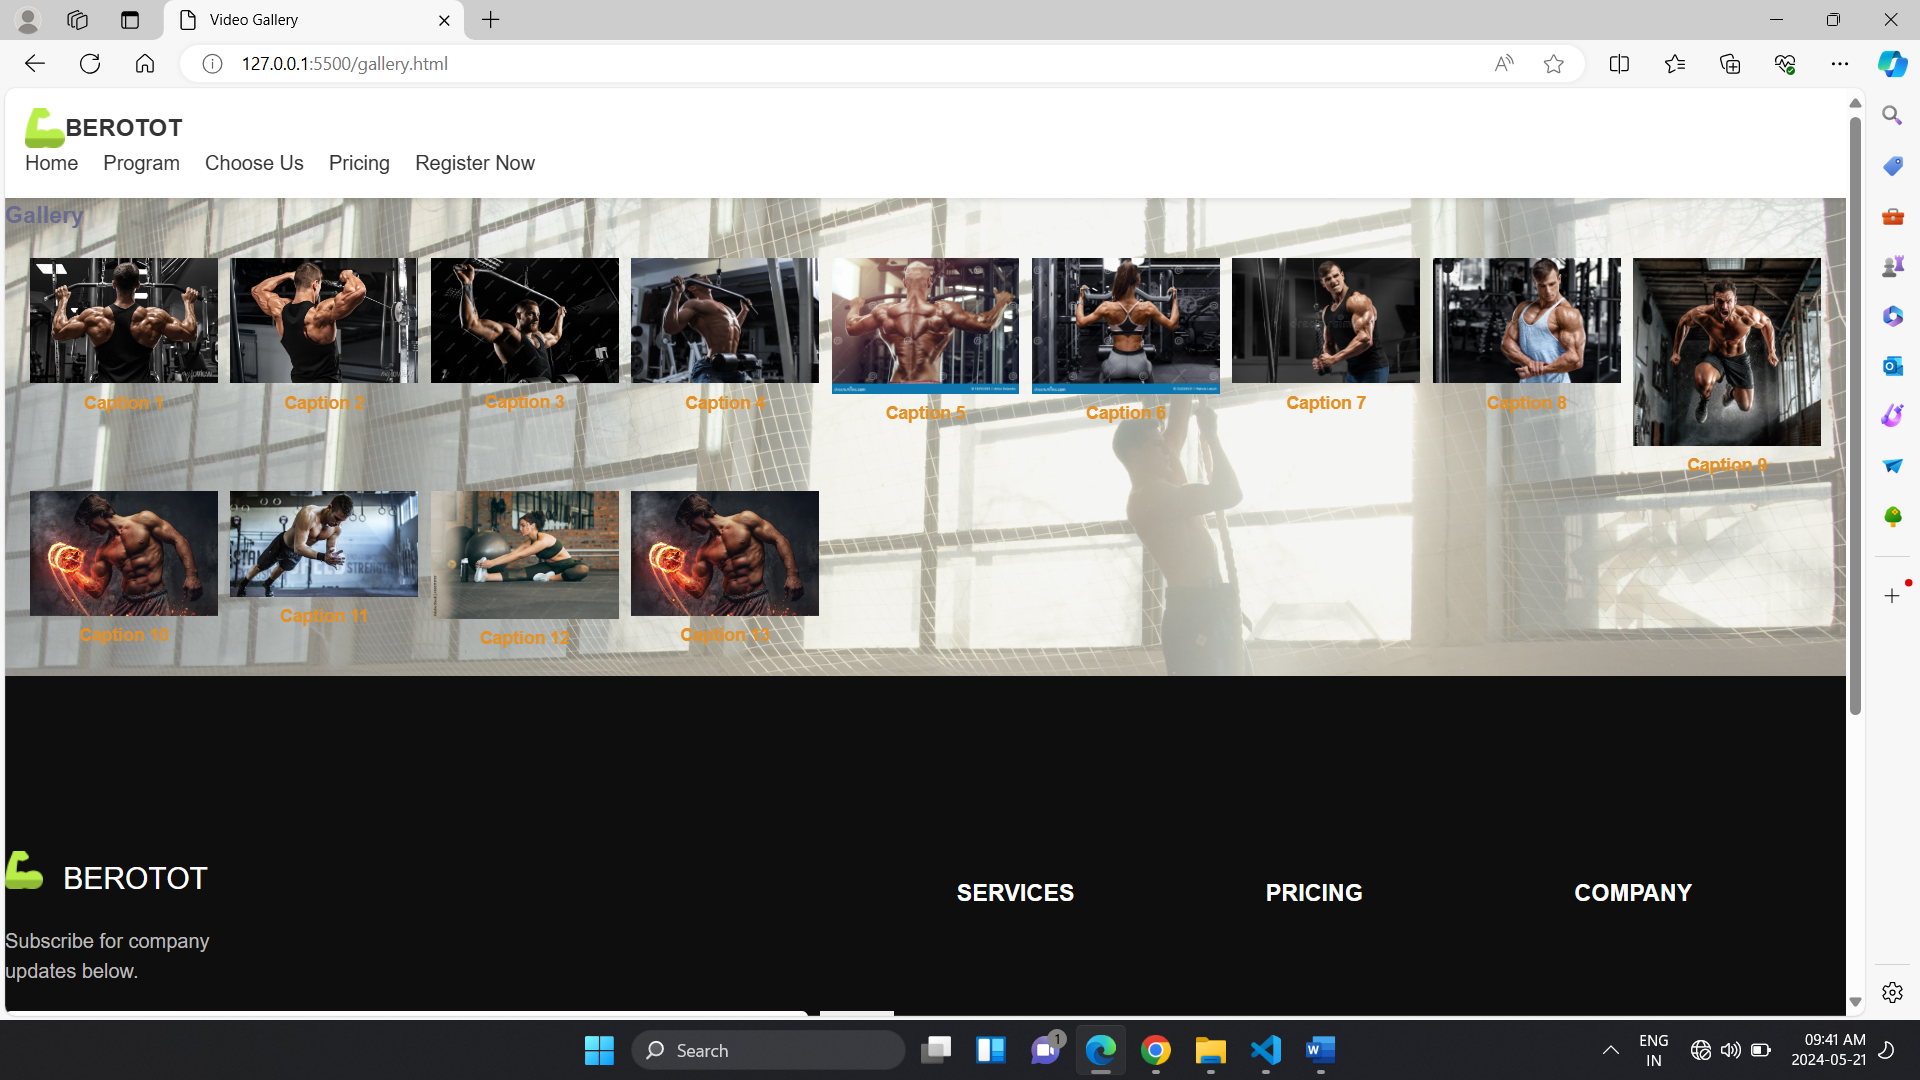 Video Gallery
127.0.0.1:5500/gallery.html
BEROTOT
Home Program Choose Us Pricing Register Now
Gallery
Caption 1 Caption 2 Caption 3 Caption 4 Caption 5 Caption 6 Caption 7 Caption 8 Caption 9
Caption 10 Caption 11 Caption 12 Caption 13
BEROTOT
SERVICES PRICING COMPANY
Subscribe for company
updates below.
Search
1
ENG
IN
09:41 AM
2024-05-21